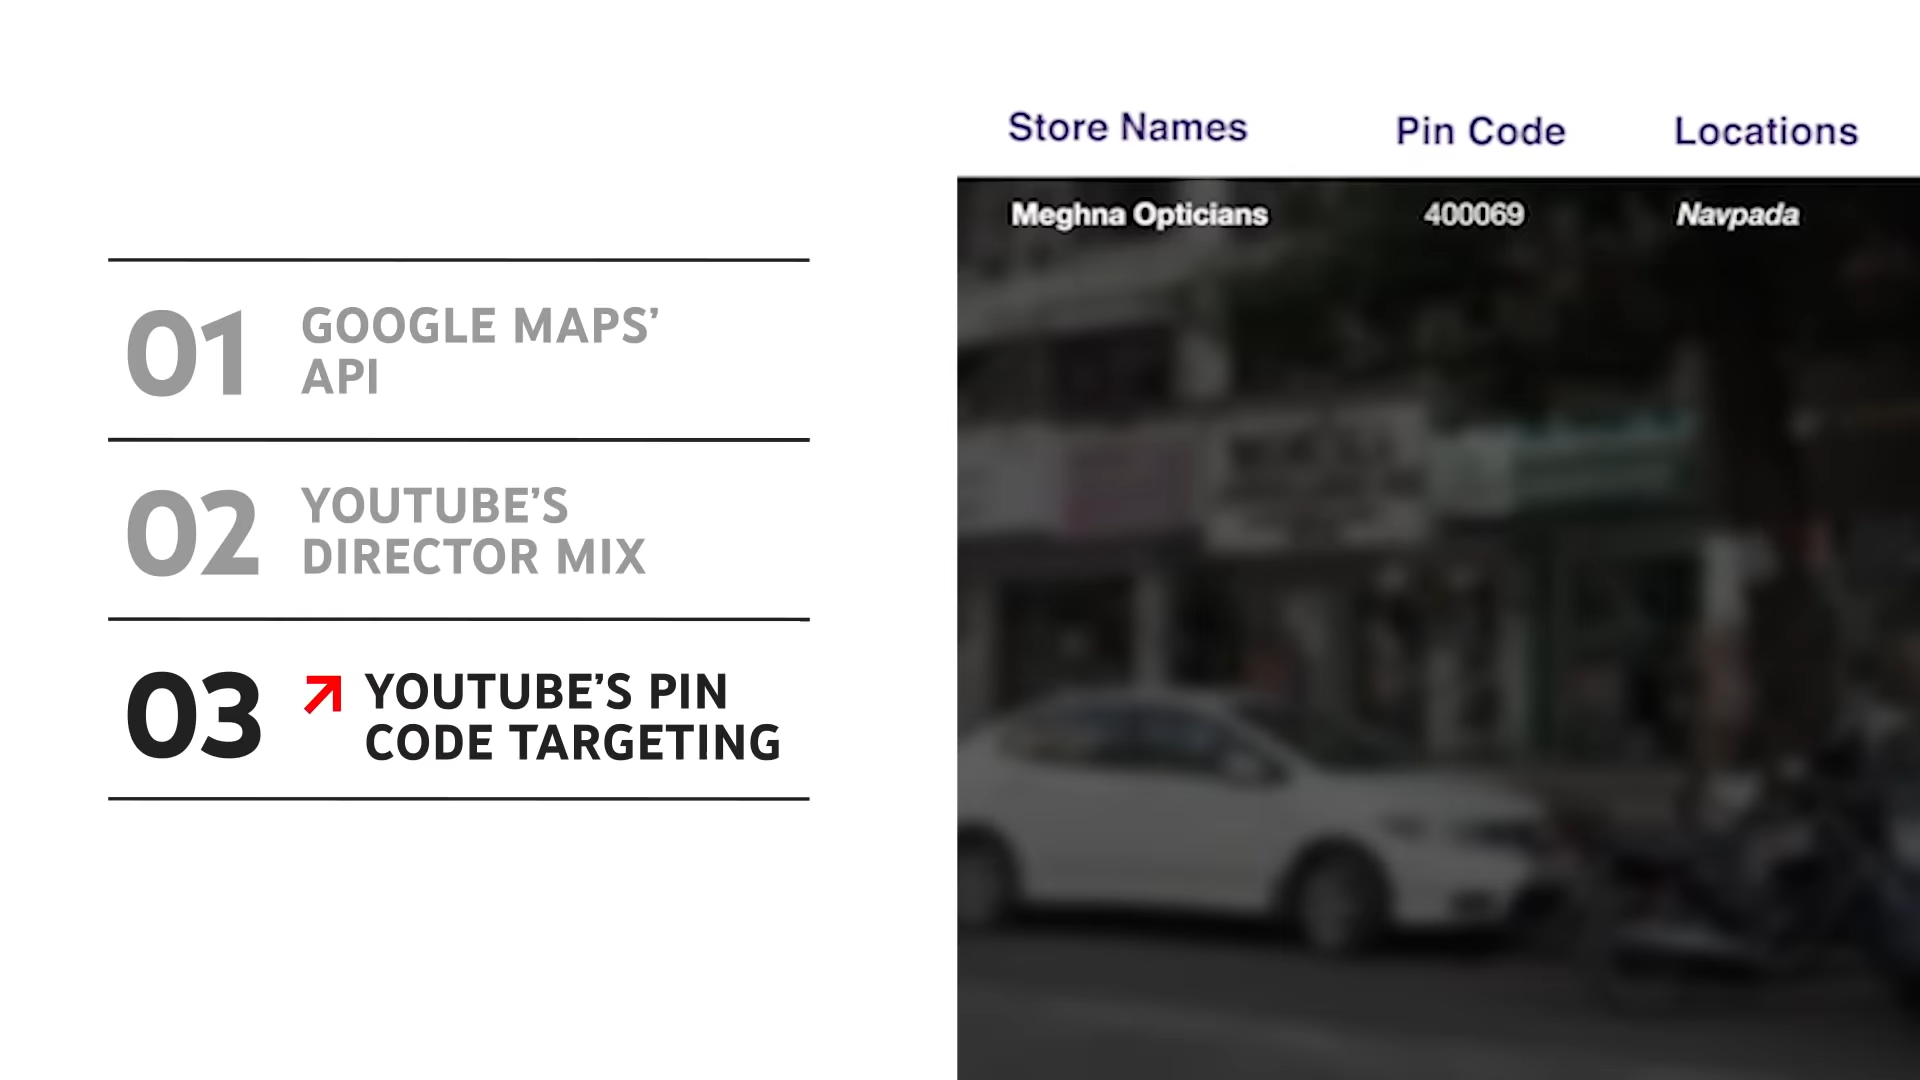 01
GOOGLE MAPS’
API
02
YOUTUBE’S
DIRECTOR MIX
03
YOUTUBE’S PIN
CODE TARGETING
Store Names Pin Code Locations
Meghna Opticians 400069 Navpada